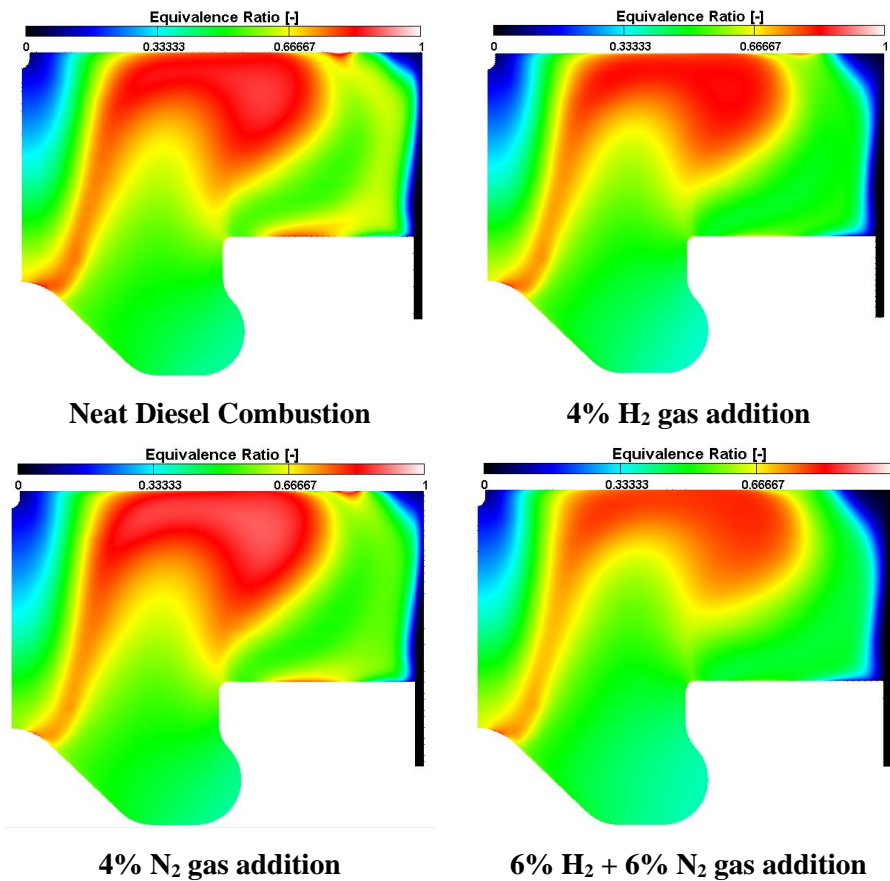 Equivalence Ratio [-]
0 0.33333 0.66667 1
Equivalence Ratio [-]
0 0.33333 0.66667 1
Neat Diesel Combustion
4% H₂ gas addition
Equivalence Ratio [-]
0 0.33333 0.66667 1
Equivalence Ratio [-]
0 0.33333 0.66667
4% N₂ gas addition
6% H₂ + 6% N₂ gas addition